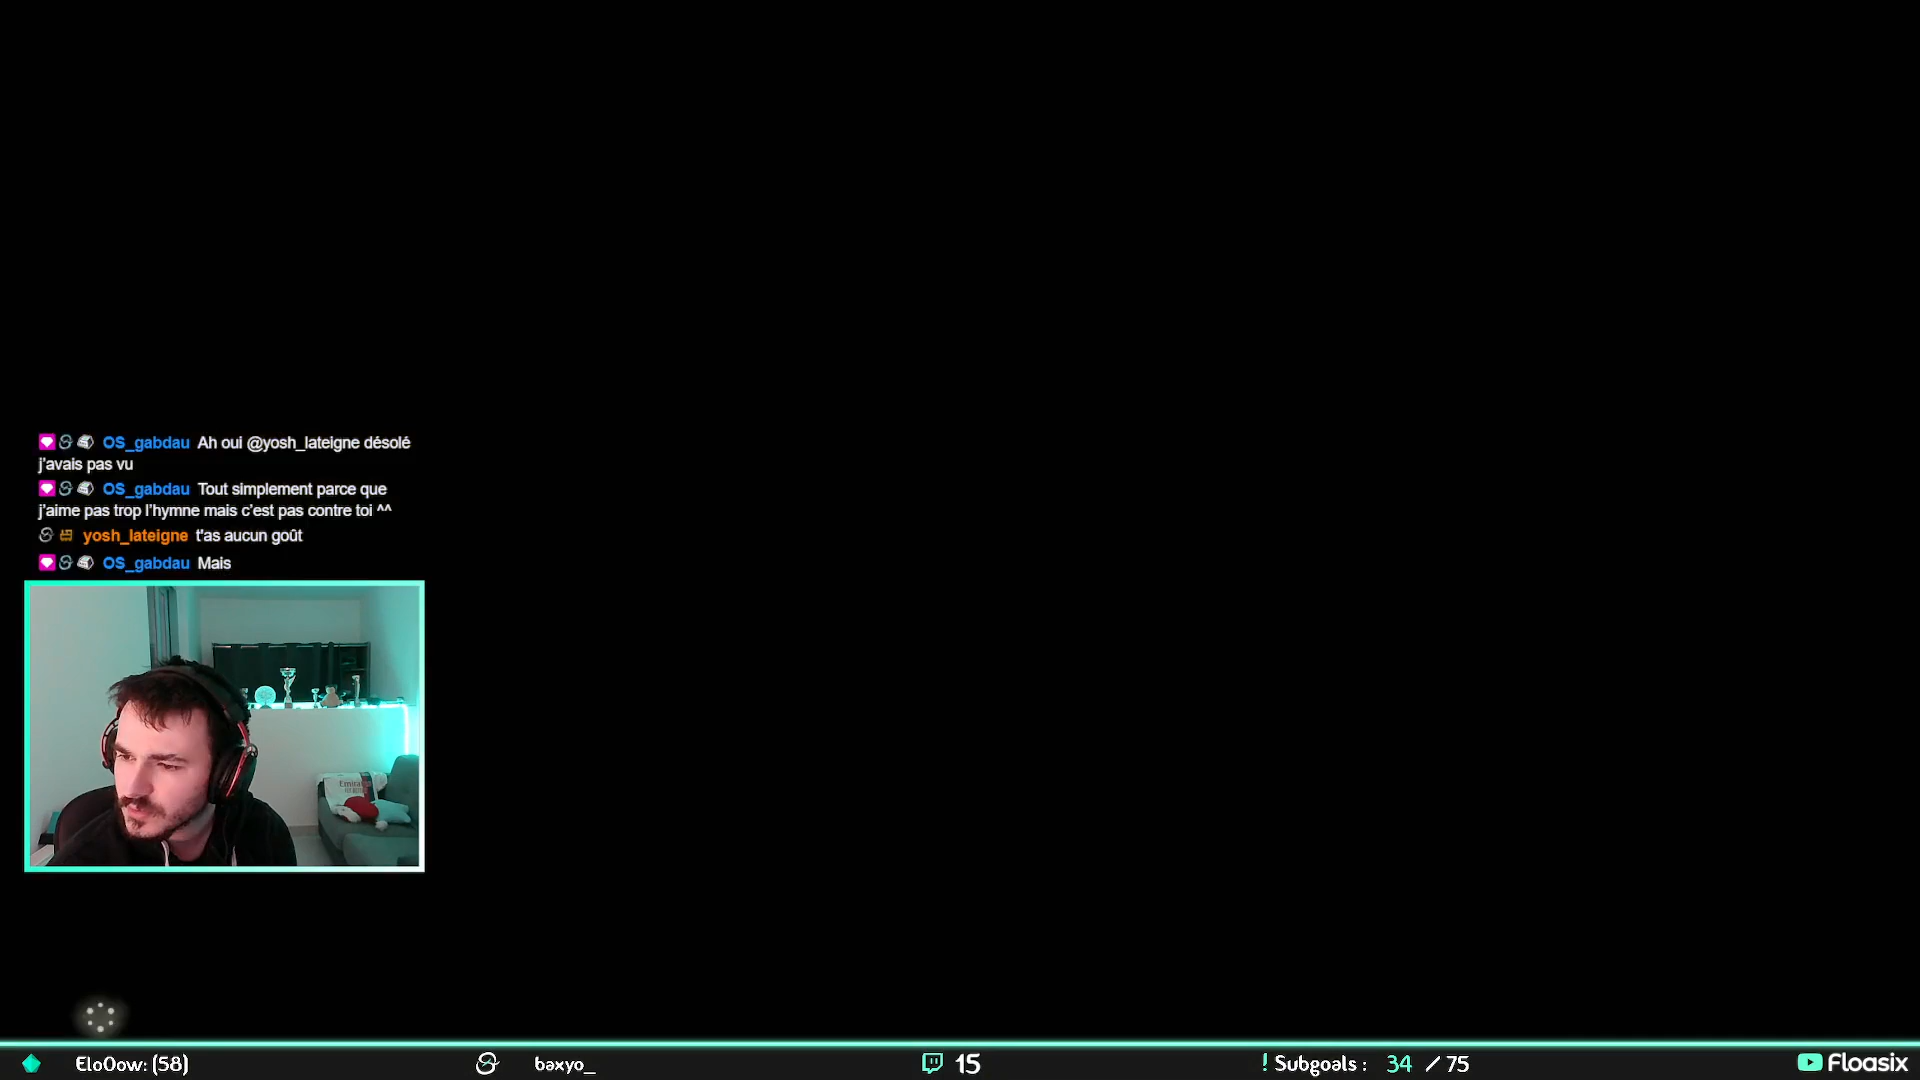 OS_gabdau Ah oui @yosh_lateigne désolé
j'avais pas vu
OS_gabdau Tout simplement parce que
j'aime pas trop l'hymne mais c'est pas contre toi ^^
yosh_lateigne t'as aucun goût
OS_gabdau Mais
Emirates
EloOow: (58)
baxyo_
15
! Subgoals : 34 / 75
Floasix